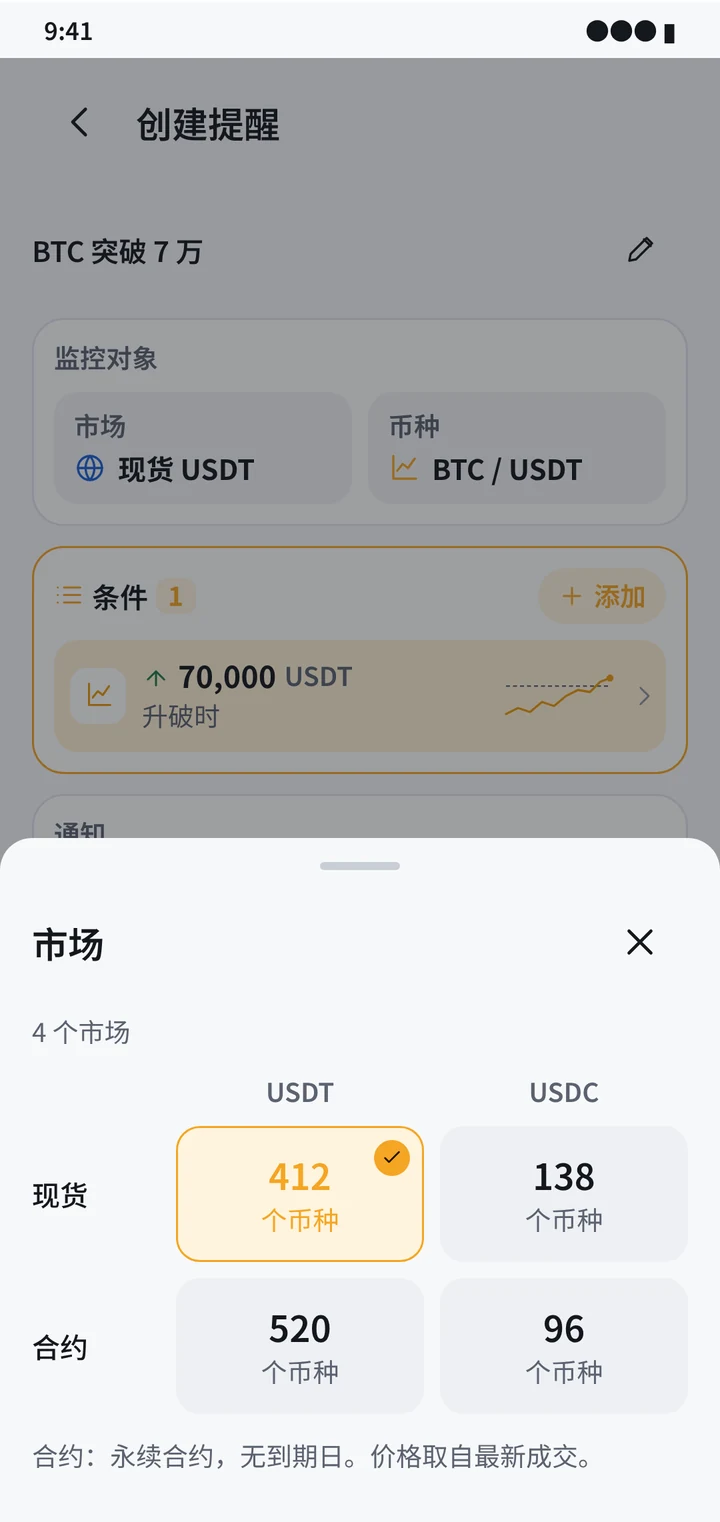 9:41
创建提醒
BTC 突破 7 万
监控对象
市场
币种
现货 USDT
BTC / USDT
条件 1
+ 添加
70,000 USDT
升破时
通知
市场
4 个市场
USDT
USDC
现货
412
个币种
138
个币种
合约
520
个币种
96
个币种
合约：永续合约，无到期日。价格取自最新成交。